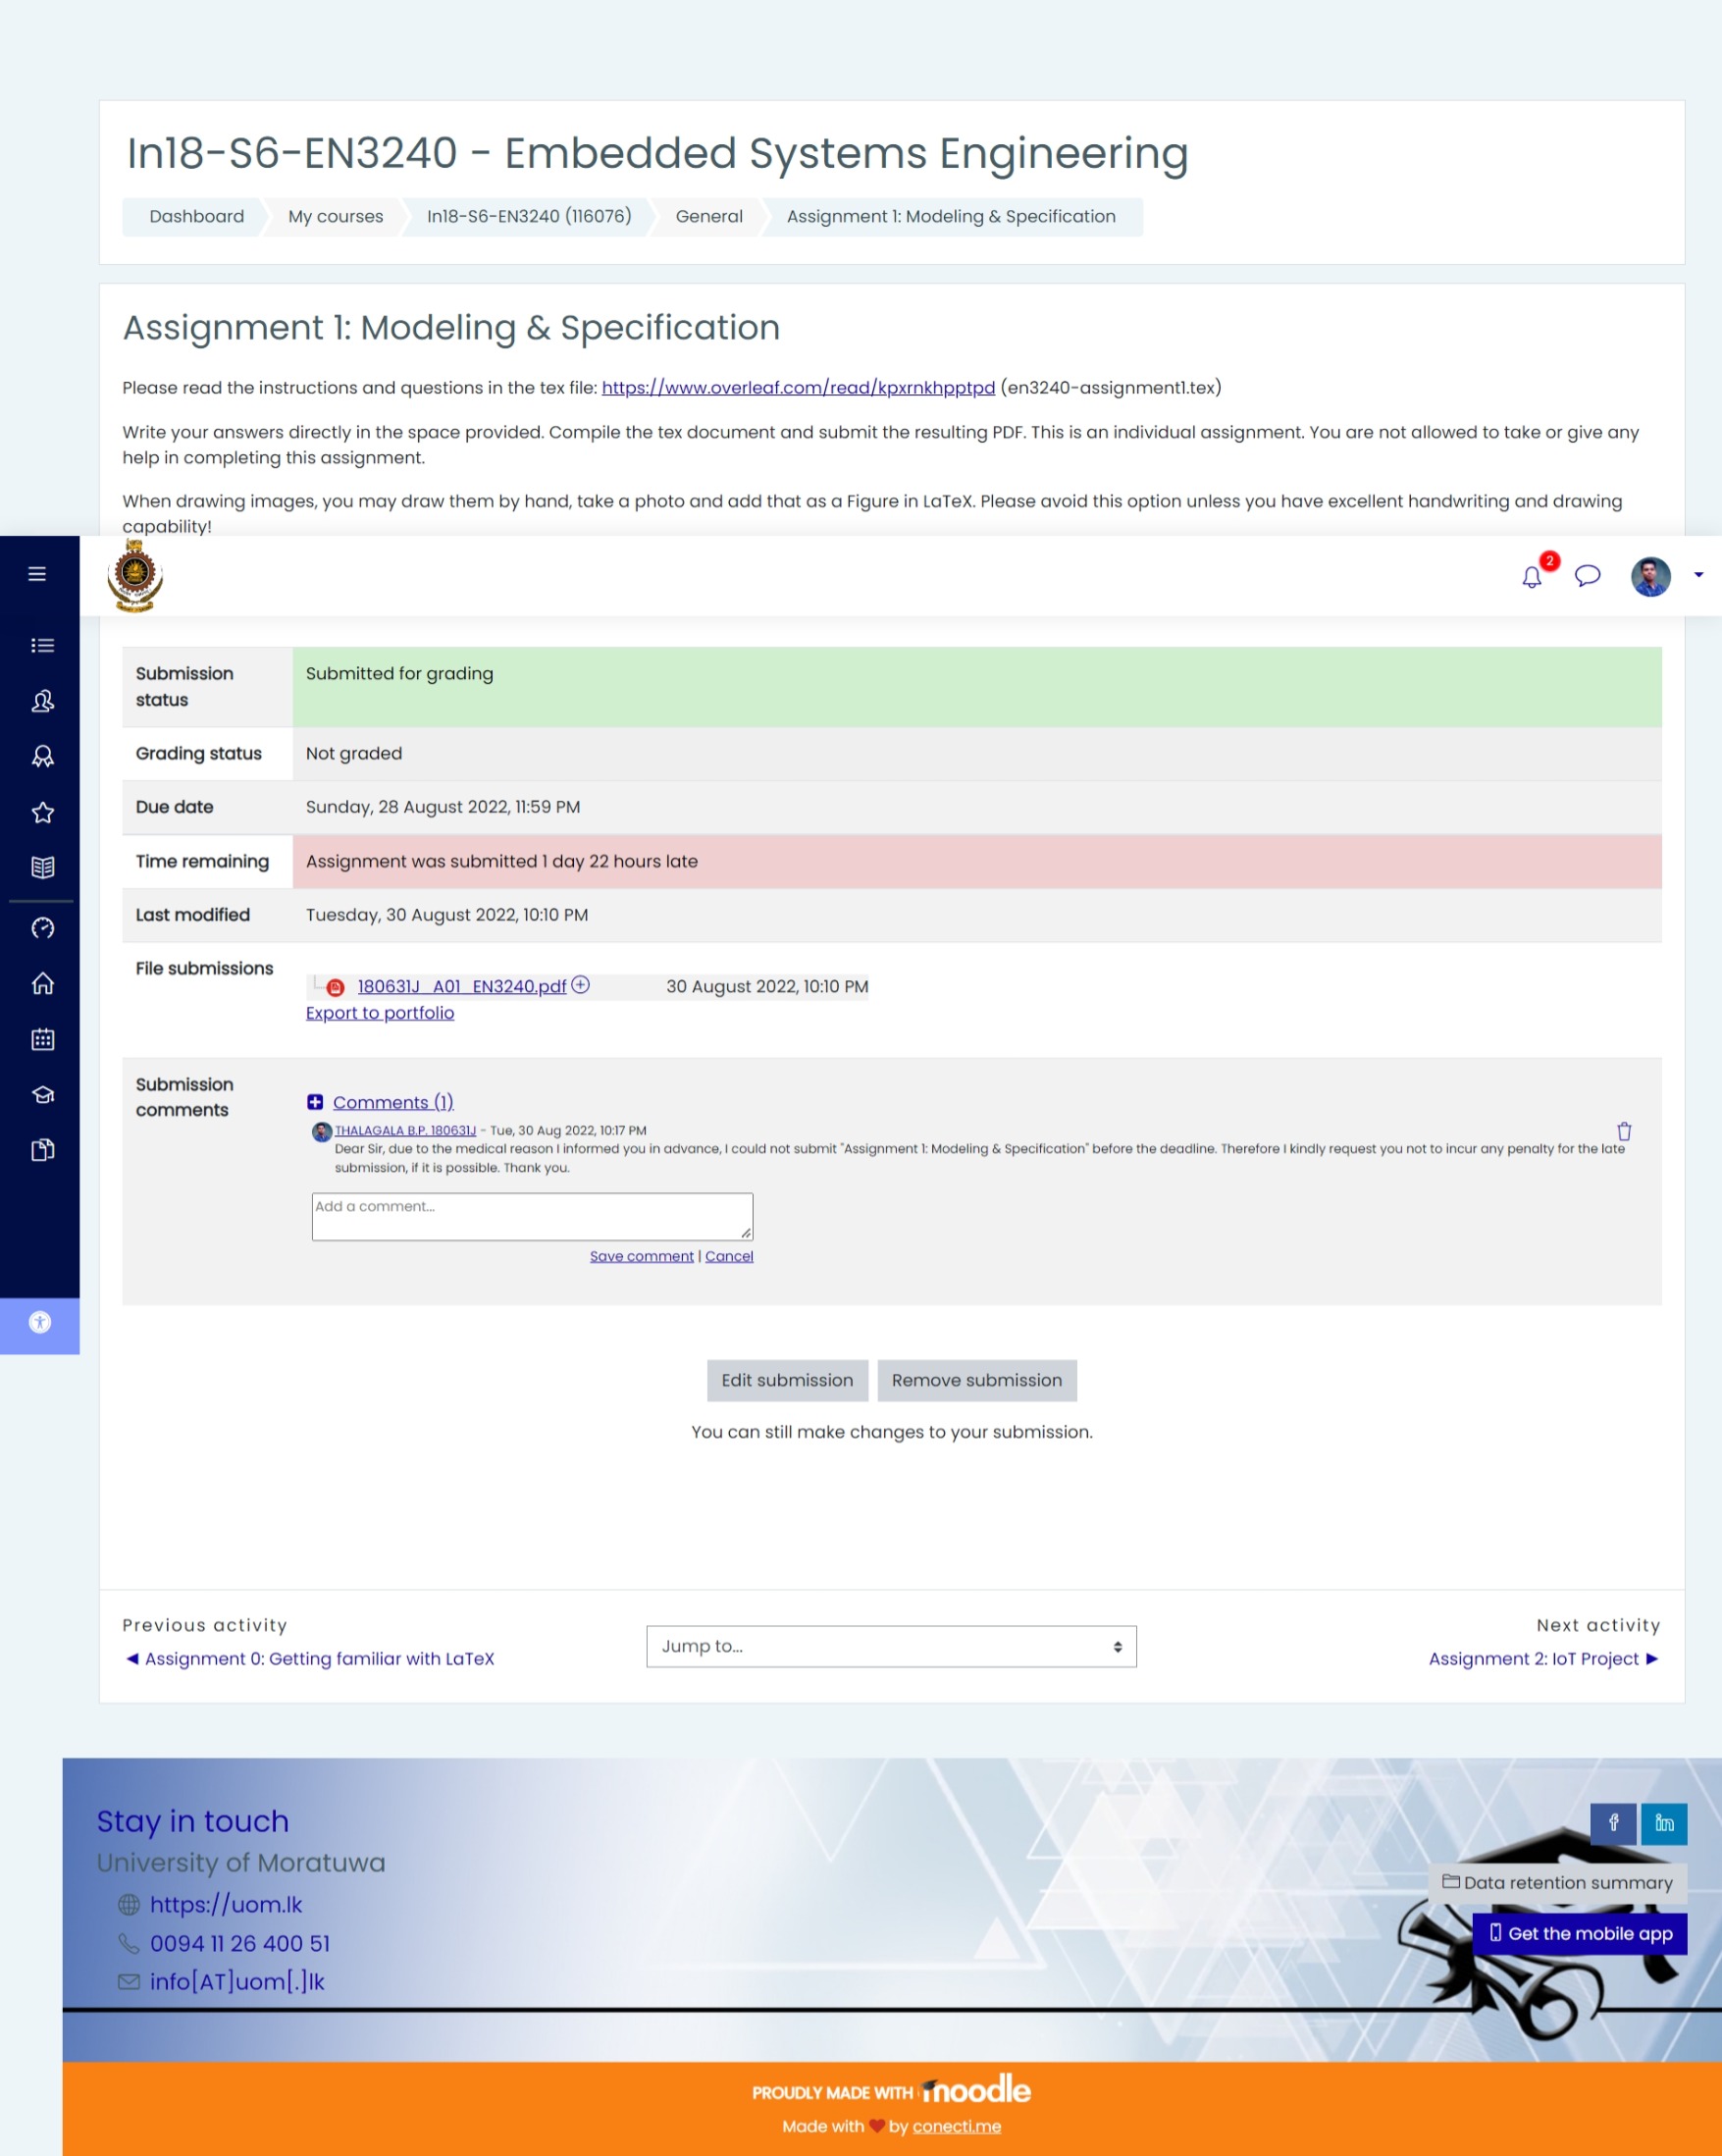 In18-S6-EN3240 - Embedded Systems Engineering
Dashboard
My courses
In18-S6-EN3240 (116076)
General
Assignment 1: Modeling & Specification
Assignment 1: Modeling & Specification
Please read the instructions and questions in the tex file: https://www.overleaf.com/read/kpxrnkhpptpd (en3240-assignment1.tex)
Write your answers directly in the space provided. Compile the tex document and submit the resulting PDF. This is an individual assignment. You are not allowed to take or give any
help in completing this assignment.
When drawing images, you may draw them by hand, take a photo and add that as a Figure in LaTeX. Please avoid this option unless you have excellent handwriting and drawing
capability!
2
Submission
status
Submitted for grading
Grading status
Not graded
Due date
Sunday, 28 August 2022, 11:59 PM
Time remaining
Assignment was submitted 1 day 22 hours late
Last modified
Tuesday, 30 August 2022, 10:10 PM
File submissions
180631J_A01_EN3240.pdf
30 August 2022, 10:10 PM
Export to portfolio
Submission
comments
Comments (1)
THALAGALA B.P. 180631J - Tue, 30 Aug 2022, 10:17 PM
Dear Sir, due to the medical reason I informed you in advance, I could not submit "Assignment 1: Modeling & Specification" before the deadline. Therefore I kindly request you not to incur any penalty for the late
submission, if it is possible. Thank you.
Add a comment...
Save comment | Cancel
Edit submission
Remove submission
You can still make changes to your submission.
Previous activity
◄ Assignment 0: Getting familiar with LaTeX
Jump to...
Next activity
Assignment 2: IoT Project ►
Stay in touch
University of Moratuwa
https://uom.lk
0094 11 26 400 51
info[AT]uom[.]lk
Data retention summary
Get the mobile app
PROUDLY MADE WITH moodle
Made with ❤ by conecti.me